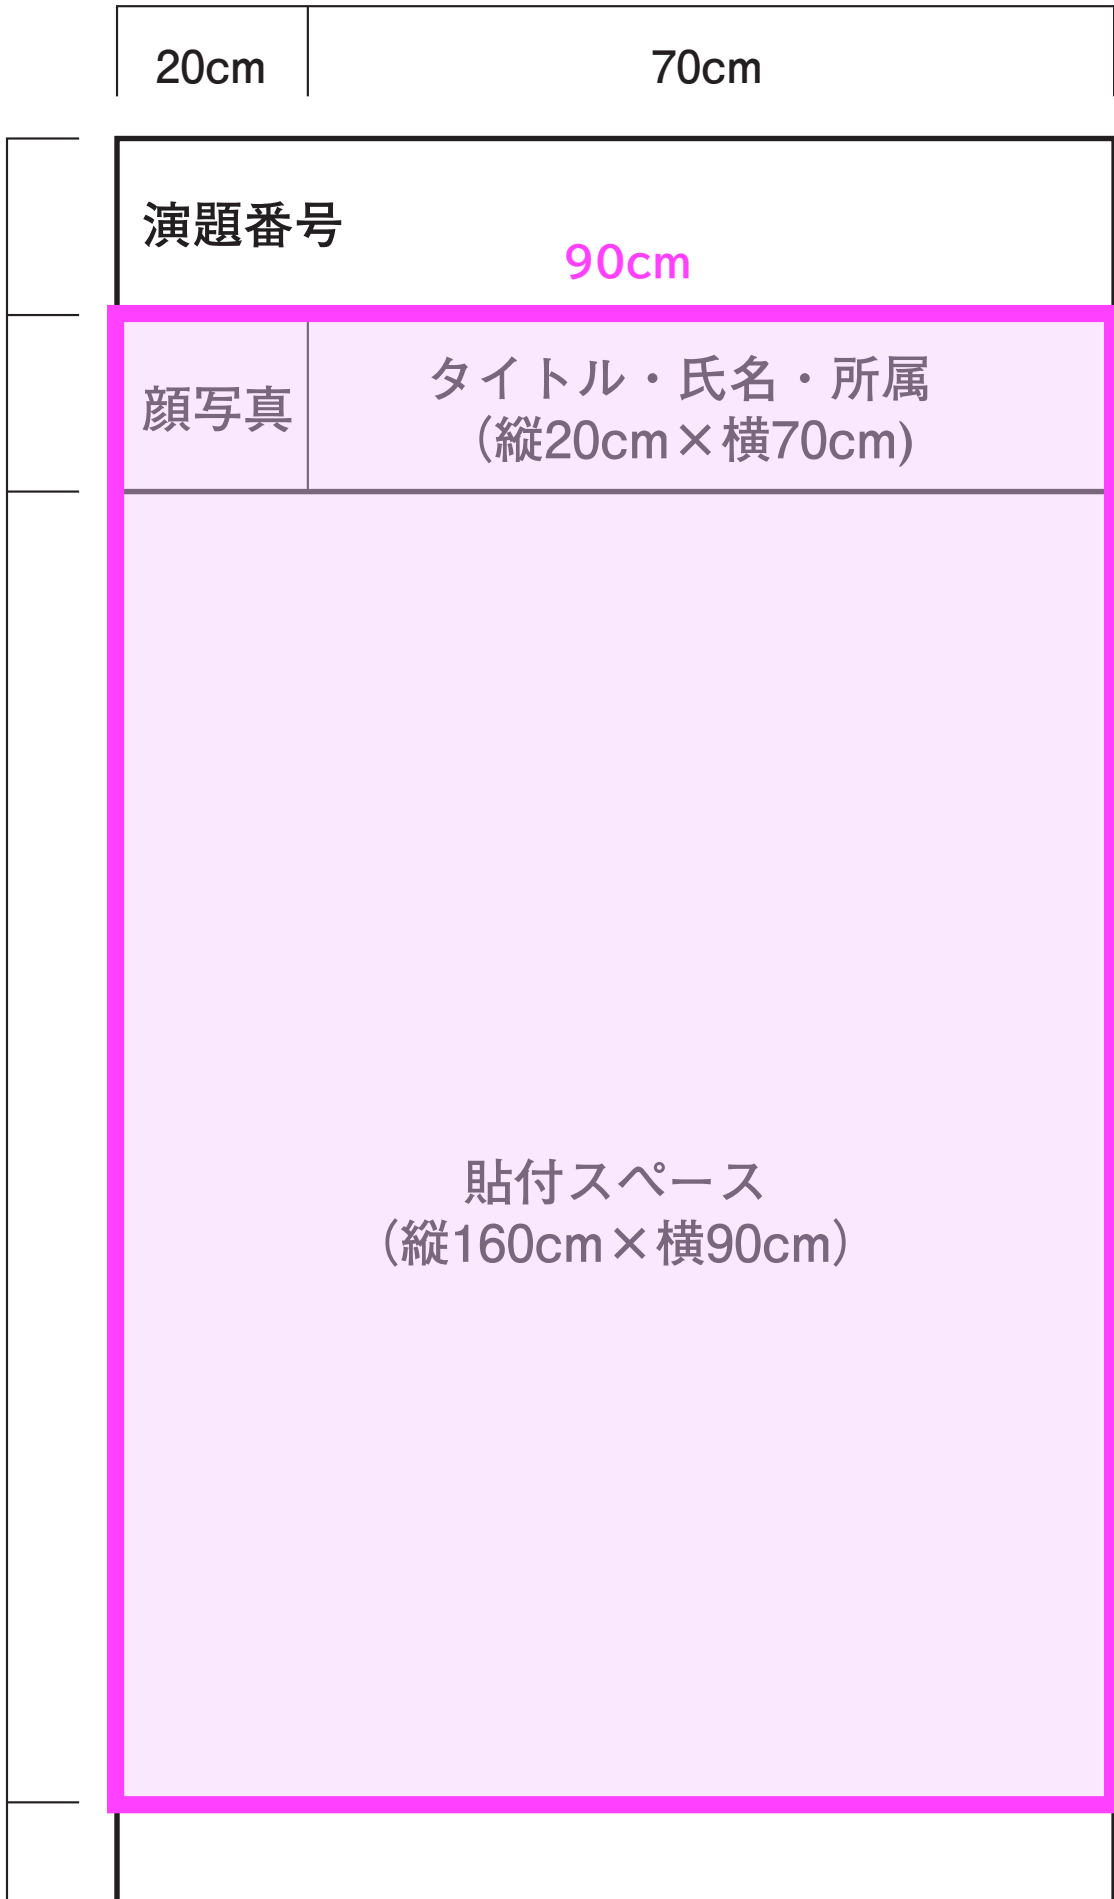 20cm
70cm
演題番号
90cm
顔写真
タイトル・氏名・所属
（縦20cm×横70cm)
貼付スペース
（縦160cm×横90cm）